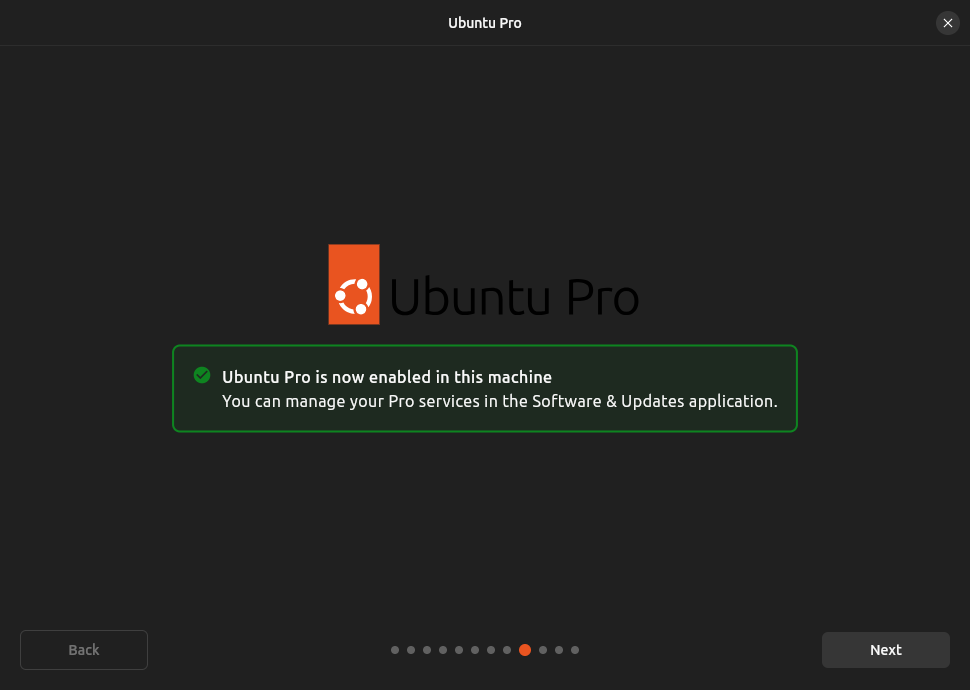 Ubuntu Pro
Ubuntu Pro
Ubuntu Pro is now enabled in this machine
You can manage your Pro services in the Software & Updates application.
Back
Next